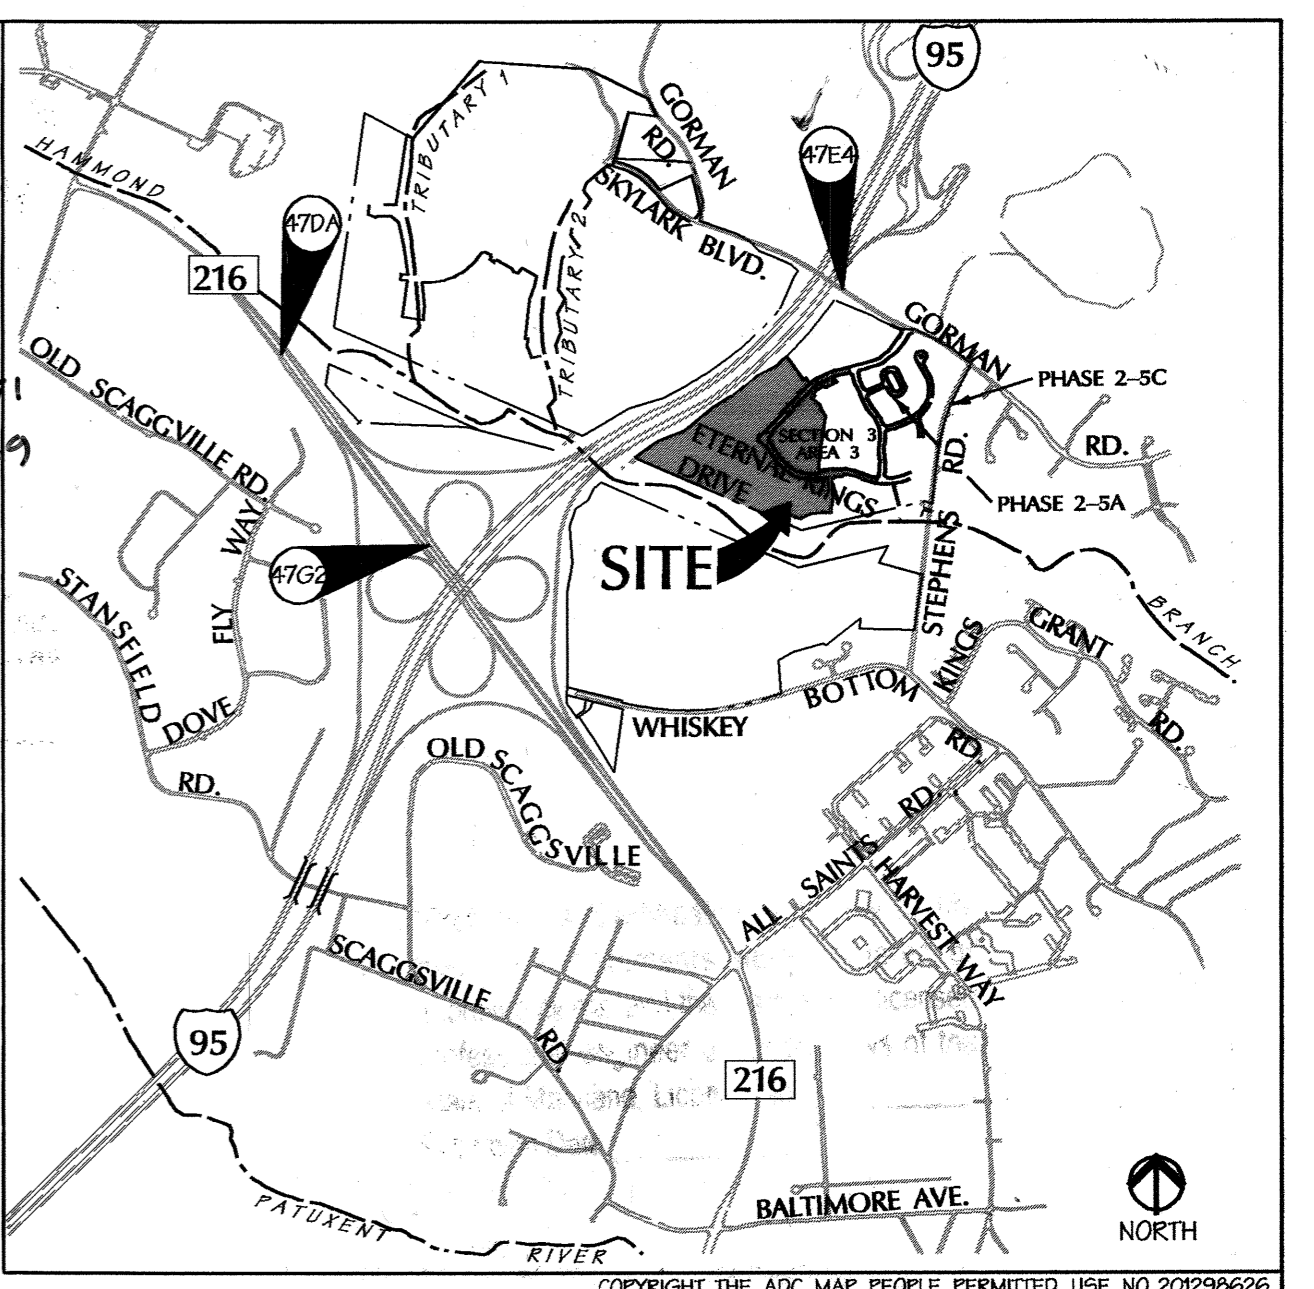 95
GORMAN
RD.
TRIBUTARY 1
HAMMOND
47E4
47DA
SKYLARK BLVD.
TRIBUTARY 2
216
GORMAN
RD.
OLD SCAGGVILLE RD.
PHASE 2-5C
SECTION 3
AREA 3
ETERNAL KINGS
DRIVE
PHASE 2-5A
STEPHENS RD.
FLY WAY
47G2
SITE
STANSFIELD
RD.
DOVE
BRANCH
KINGS
GRANT
RD.
WHISKEY
BOTTOM
RD.
OLD SCAGGSVILLE
ALL SAINTS RD.
HARVEST WAY
SCAGGSVILLE
RD.
95
216
PATUXENT
RIVER
BALTIMORE AVE.
NORTH
COPYRIGHT THE ADC MAP PEOPLE PERMITTED USE NO. 201298626